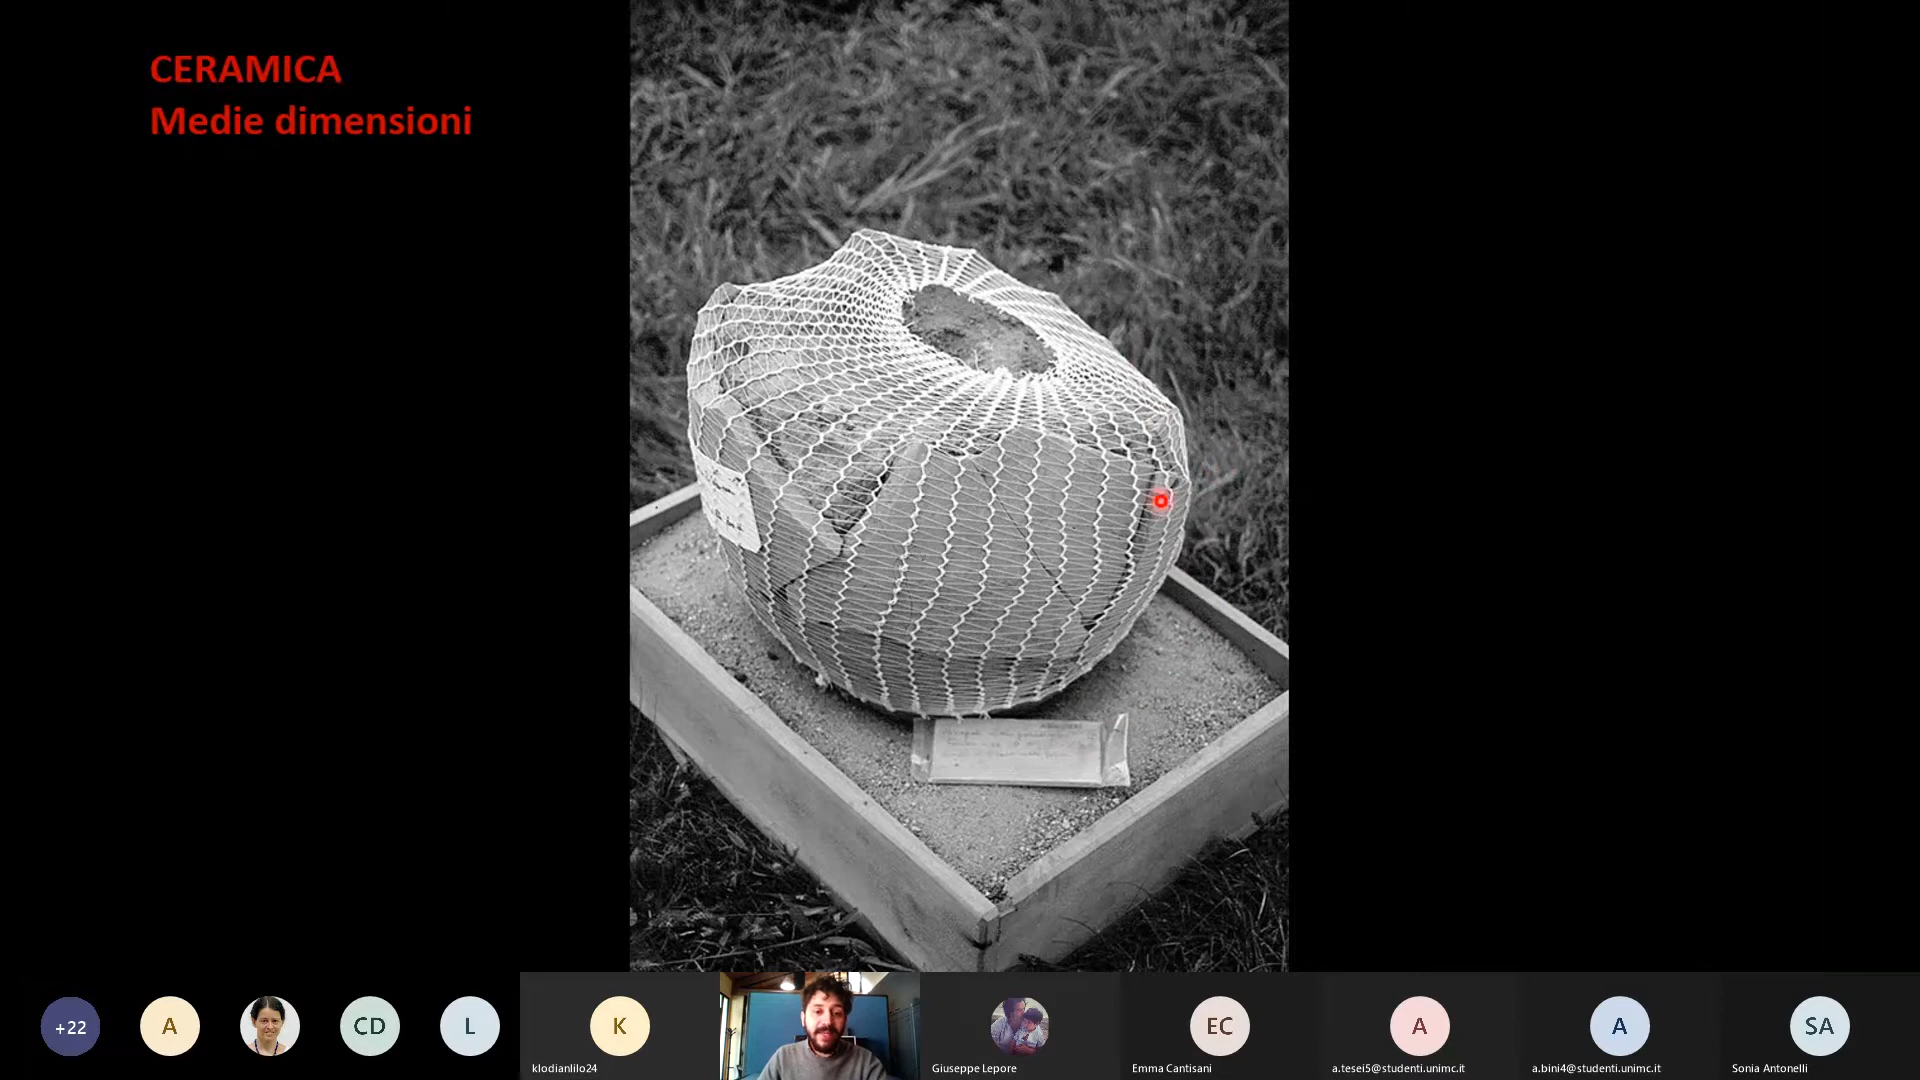 CERAMICA
Medie dimensioni
+22
A
CD
L
K
EC
A
A
SA
klodianlilo24
Giuseppe Lepore
Emma Cantisani
a.tesei5@studenti.unimc.it
a.bini4@studenti.unimc.it
Sonia Antonelli